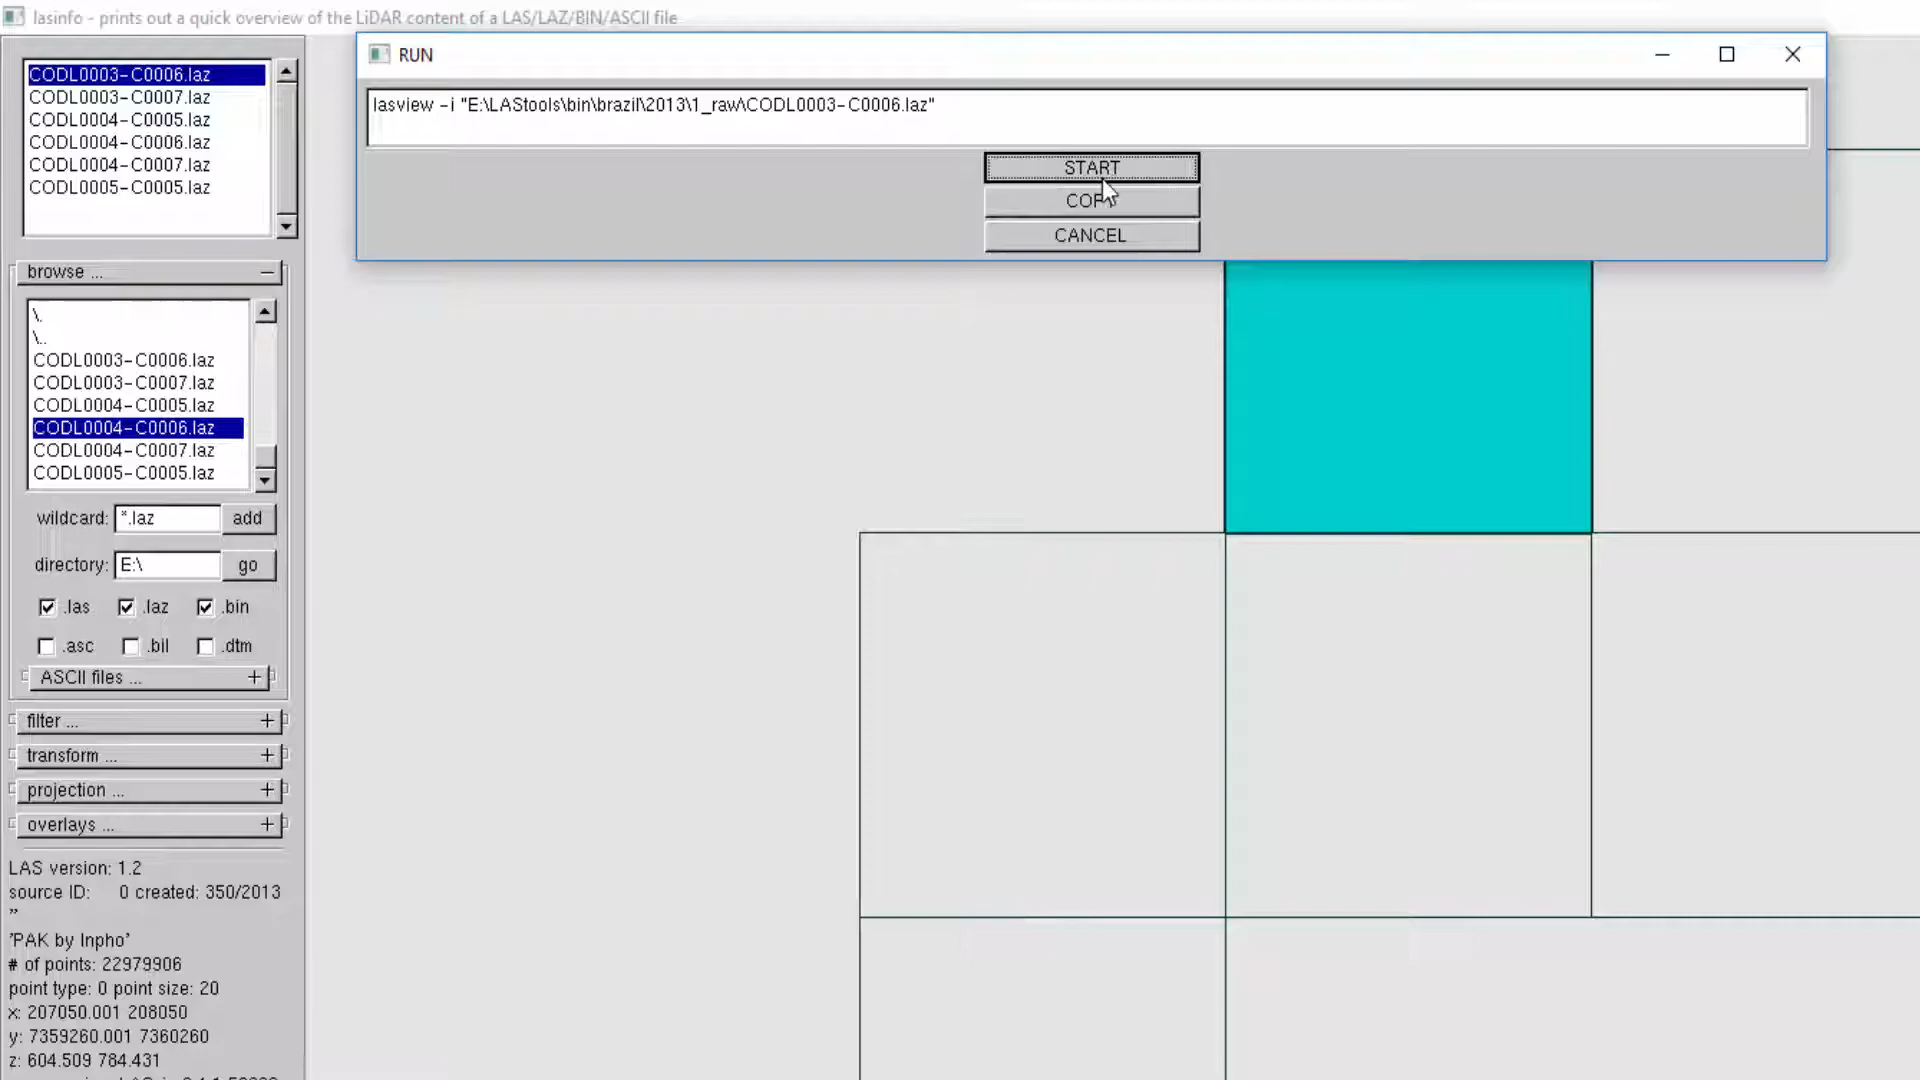 lasinfo - prints out a quick overview of the LiDAR content of a LAS/LAZ/BIN/ASCII file
RUN
lasview -i "E:\LAStools\bin\brazil\2013\1_raw\CODL0003-C0006.laz"
START
CANCEL
CODL0003-C0006.laz
CODL0003-C0007.laz
CODL0004-C0005.laz
CODL0004-C0006.laz
CODL0004-C0007.laz
CODL0005-C0005.laz
browse ...
\.
\..
CODL0003-C0006.laz
CODL0003-C0007.laz
CODL0004-C0005.laz
CODL0004-C0006.laz
CODL0004-C0007.laz
CODL0005-C0005.laz
wildcard: *.laz add
directory: E:\ go
.las .laz .bin
.asc .bil .dtm
ASCII files ...
filter ...
transform ...
projection ...
overlays ...
LAS version: 1.2
source ID: 0 created: 350/2013
''
'PAK by Inpho'
# of points: 22979906
point type: 0 point size: 20
x: 207050.001 208050
y: 7359260.001 7360260
z: 604.509 784.431